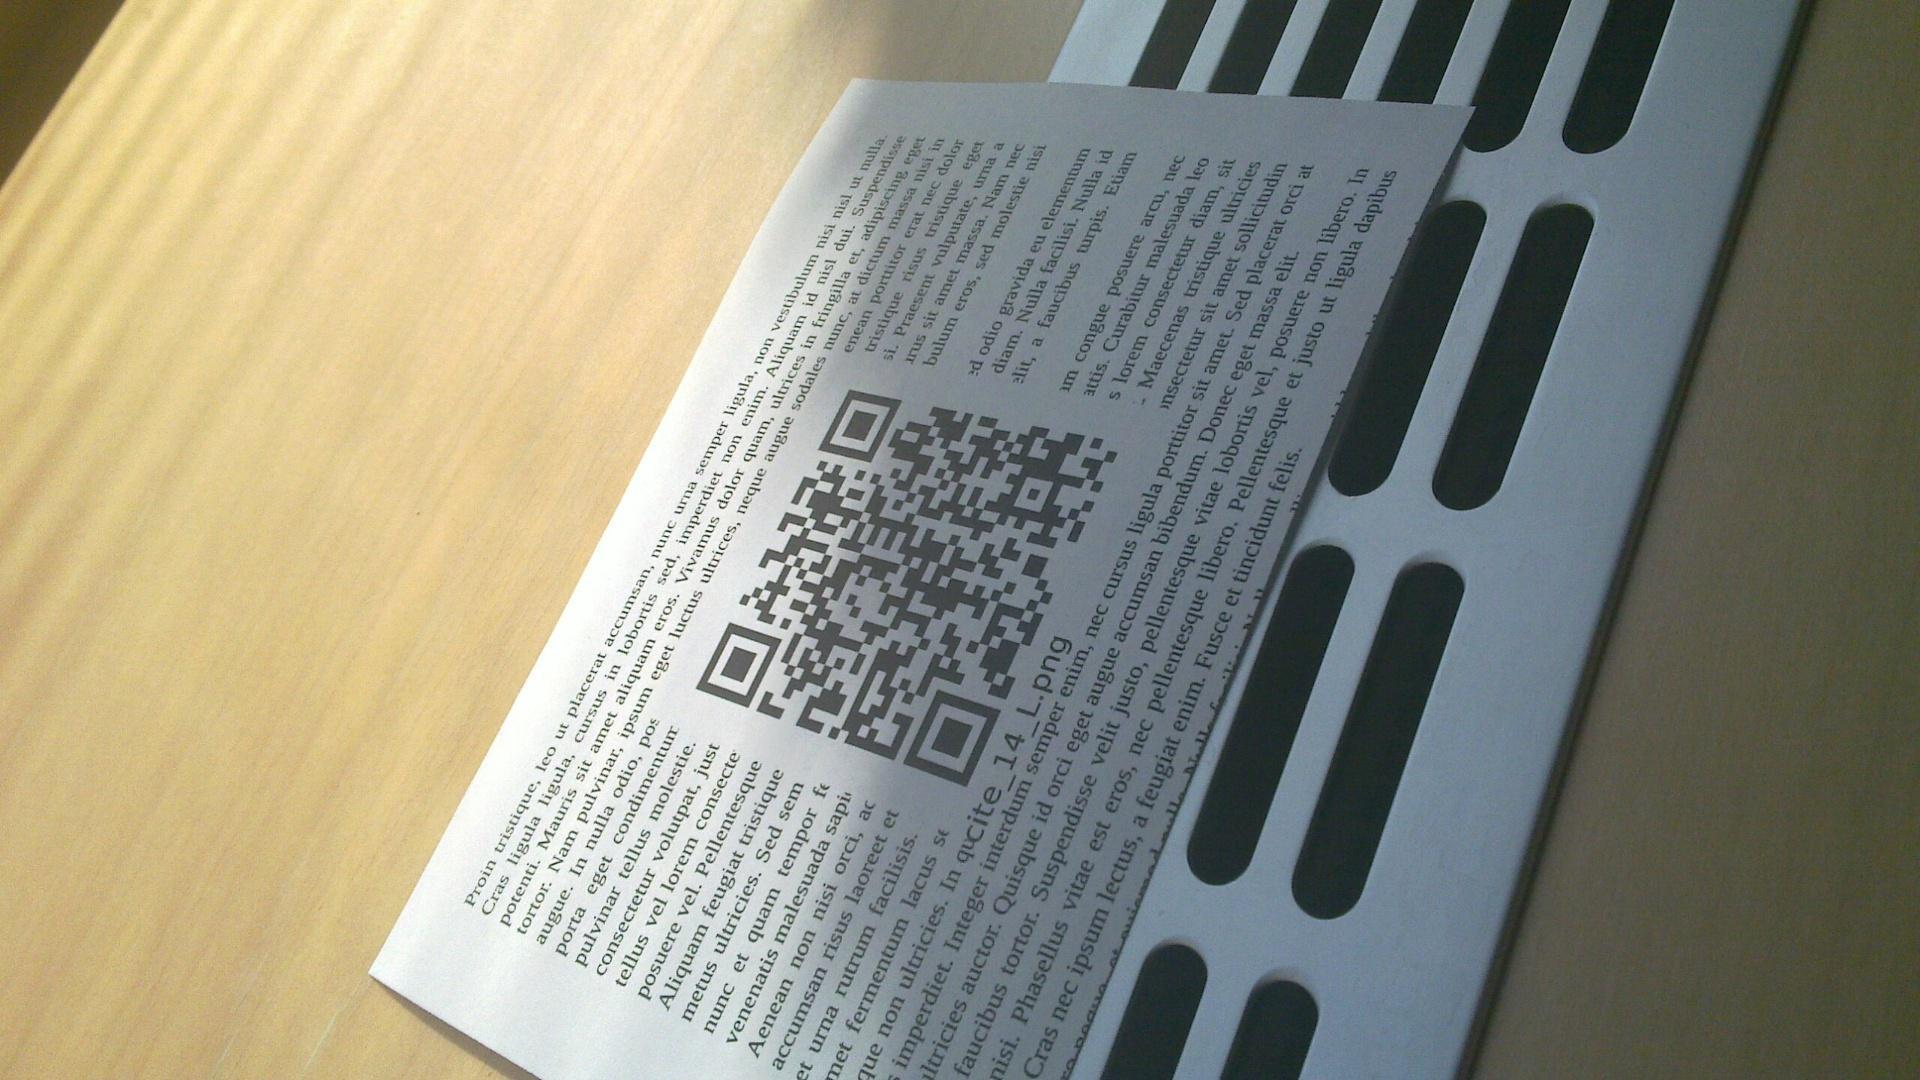 Proin tristique, leo ut placerat accumsan, nunc urna semper ligula, non vestibulum nisi nisl ut nulla.
Cras ligula ligula, cursus in lobortis sed, imperdiet non enim. Aliquam id nisl dui. Suspendisse
potenti. Mauris sit amet aliquam eros. Vivamus dolor quam, ultrices in fringilla et, adipiscing eget
tortor. Nam pulvinar, ipsum eget luctus ultrices, neque augue sodales nunc, at dictum massa nisi in
augue. In nulla odio, pos enean porttitor erat nec dolor
porta eget condimentur tristique risus tristique eget
pulvinar tellus molestie. si. Praesent vulputate, urna a
consectetur volutpat, just sit amet massa. Nam nec
tellus vel lorem consecte bulum eros, sed molestie nisi
posuere vel. Pellentesque
Aliquam feugiat tristique odio gravida eu elementum
metus ultricies. Sed sem diam. Nulla facilisi. Nulla id
nunc et quam tempor elit, a faucibus turpis. Etiam
venenatis malesuada sapi
Aenean non nisi orci, ac am congue posuere arcu, nec
accumsan risus laoreet et attis. Curabitur malesuada leo
et urna rutrum facilisis. s lorem consectetur diam, sit
met fermentum lacus Maecenas tristique ultricies
que non ultricies. In qu nsectetur sit amet sollicitudin
cite_14_L.png
imperdiet. Integer interdum semper enim, nec cursus ligula porttitor sit amet. Sed placerat orci at
ultricies auctor. Quisque id orci eget augue accumsan bibendum. Donec eget massa elit.
faucibus tortor. Suspendisse velit justo, pellentesque vitae lobortis vel, posuere non libero. In
nisi. Phasellus vitae est eros, nec pellentesque libero. Pellentesque et justo ut ligula dapibus
Cras nec ipsum lectus, a feugiat enim. Fusce et tincidunt felis.